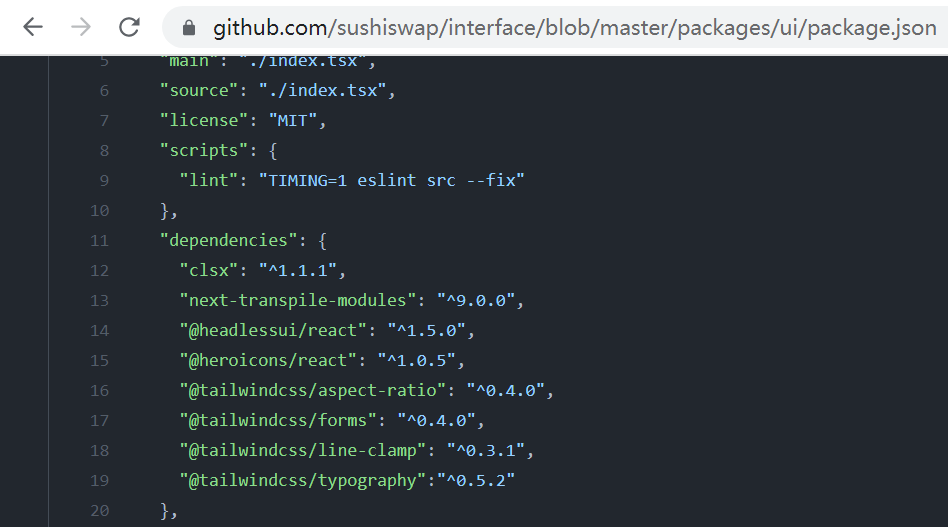 github.com/sushiswap/interface/blob/master/packages/ui/package.json
5 "main": "./index.tsx",
6 "source": "./index.tsx",
7 "license": "MIT",
8 "scripts": {
9 "lint": "TIMING=1 eslint src --fix"
10 },
11 "dependencies": {
12 "clsx": "^1.1.1",
13 "next-transpile-modules": "^9.0.0",
14 "@headlessui/react": "^1.5.0",
15 "@heroicons/react": "^1.0.5",
16 "@tailwindcss/aspect-ratio": "^0.4.0",
17 "@tailwindcss/forms": "^0.4.0",
18 "@tailwindcss/line-clamp": "^0.3.1",
19 "@tailwindcss/typography":"^0.5.2"
20 },